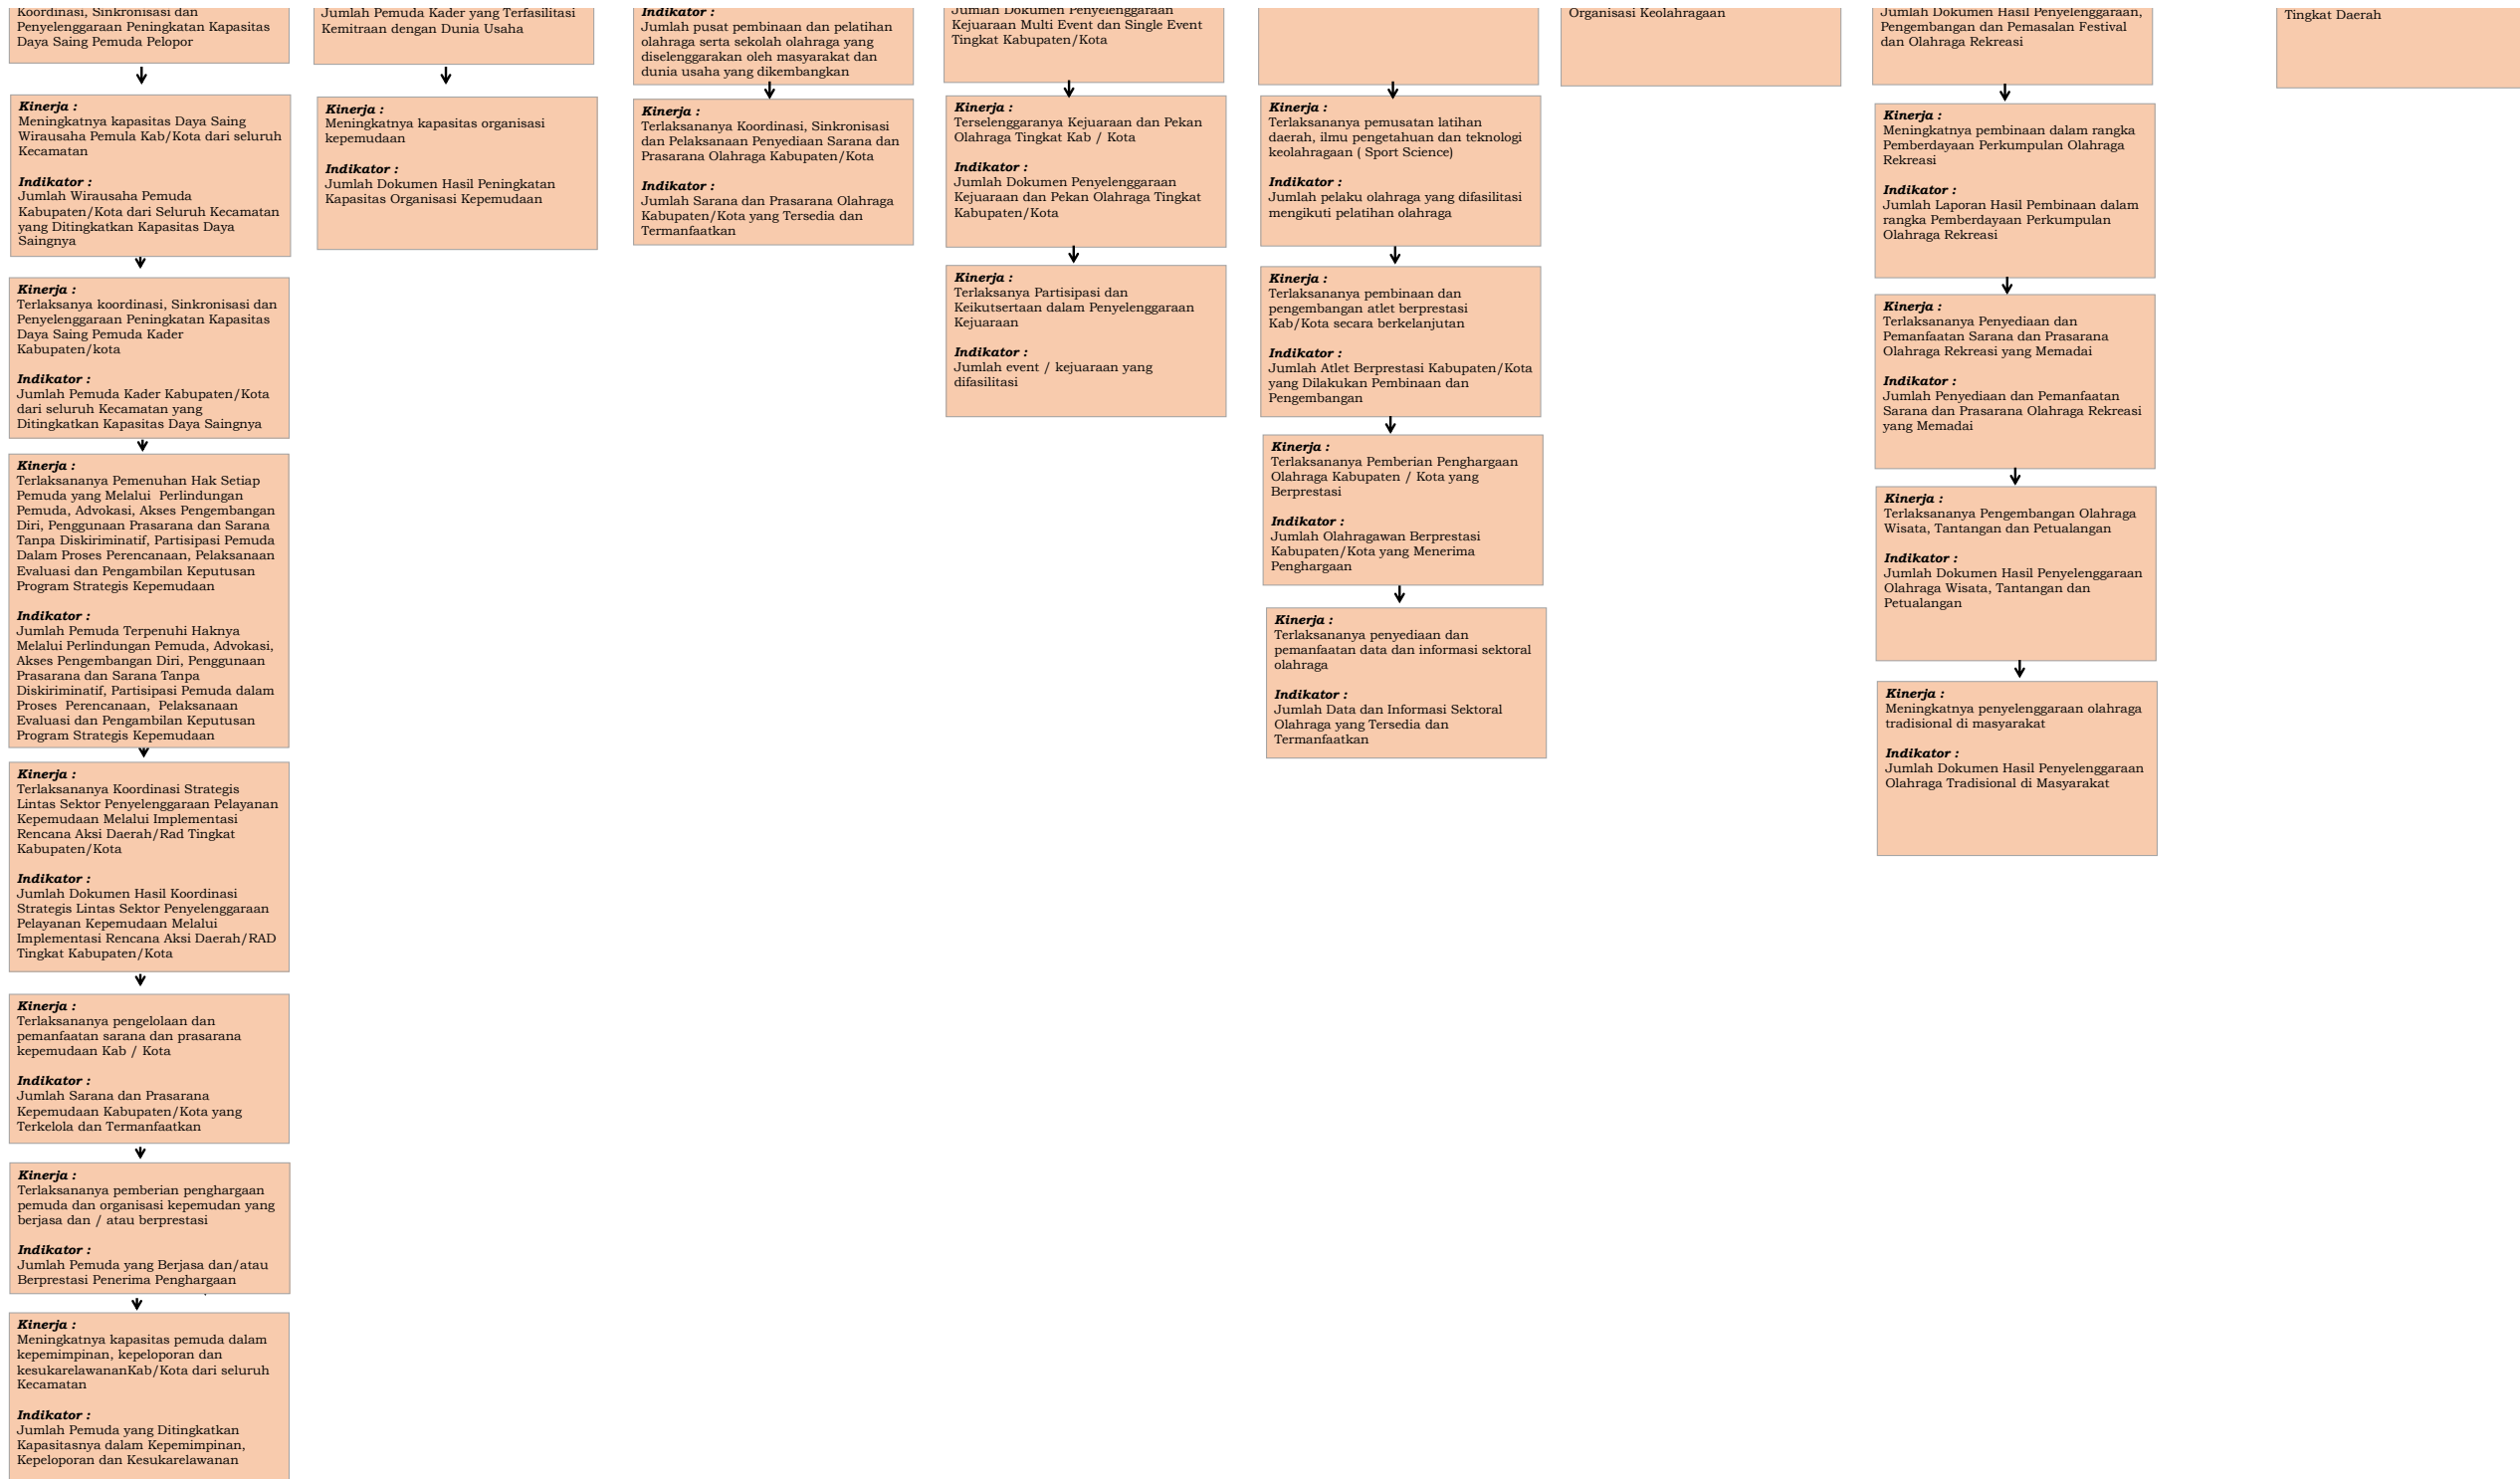 Koordinasi, Sinkronisasi dan
Penyelenggaraan Peningkatan Kapasitas
Daya Saing Pemuda Pelopor
Kinerja :
Meningkatnya kapasitas Daya Saing
Wirausaha Pemula Kab/Kota dari seluruh
Kecamatan
Indikator :
Jumlah Wirausaha Pemuda
Kabupaten/Kota dari Seluruh Kecamatan
yang Ditingkatkan Kapasitas Daya
Saingnya
Kinerja :
Terlaksanya koordinasi, Sinkronisasi dan
Penyelenggaraan Peningkatan Kapasitas
Daya Saing Pemuda Kader
Kabupaten/kota
Indikator :
Jumlah Pemuda Kader Kabupaten/Kota
dari seluruh Kecamatan yang
Ditingkatkan Kapasitas Daya Saingnya
Kinerja :
Terlaksananya Pemenuhan Hak Setiap
Pemuda yang Melalui  Perlindungan
Pemuda, Advokasi, Akses Pengembangan
Diri, Penggunaan Prasarana dan Sarana
Tanpa Diskiriminatif, Partisipasi Pemuda
Dalam Proses Perencanaan, Pelaksanaan
Evaluasi dan Pengambilan Keputusan
Program Strategis Kepemudaan
Indikator :
Jumlah Pemuda Terpenuhi Haknya
Melalui Perlindungan Pemuda, Advokasi,
Akses Pengembangan Diri, Penggunaan
Prasarana dan Sarana Tanpa
Diskiriminatif, Partisipasi Pemuda dalam
Proses  Perencanaan,  Pelaksanaan
Evaluasi dan Pengambilan Keputusan
Program Strategis Kepemudaan
Kinerja :
Terlaksananya Koordinasi Strategis
Lintas Sektor Penyelenggaraan Pelayanan
Kepemudaan Melalui Implementasi
Rencana Aksi Daerah/Rad Tingkat
Kabupaten/Kota
Indikator :
Jumlah Dokumen Hasil Koordinasi
Strategis Lintas Sektor Penyelenggaraan
Pelayanan Kepemudaan Melalui
Implementasi Rencana Aksi Daerah/RAD
Tingkat Kabupaten/Kota
Kinerja :
Terlaksananya pengelolaan dan
pemanfaatan sarana dan prasarana
kepemudaan Kab / Kota
Indikator :
Jumlah Sarana dan Prasarana
Kepemudaan Kabupaten/Kota yang
Terkelola dan Termanfaatkan
Kinerja :
Terlaksananya pemberian penghargaan
pemuda dan organisasi kepemudan yang
berjasa dan / atau berprestasi
Indikator :
Jumlah Pemuda yang Berjasa dan/atau
Berprestasi Penerima Penghargaan
Kinerja :
Meningkatnya kapasitas pemuda dalam
kepemimpinan, kepeloporan dan
kesukarelawananKab/Kota dari seluruh
Kecamatan
Indikator :
Jumlah Pemuda yang Ditingkatkan
Kapasitasnya dalam Kepemimpinan,
Kepeloporan dan Kesukarelawanan
Jumlah Pemuda Kader yang Terfasilitasi
Kemitraan dengan Dunia Usaha
Kinerja :
Meningkatnya kapasitas organisasi
kepemudaan
Indikator :
Jumlah Dokumen Hasil Peningkatan
Kapasitas Organisasi Kepemudaan
Indikator :
Jumlah pusat pembinaan dan pelatihan
olahraga serta sekolah olahraga yang
diselenggarakan oleh masyarakat dan
dunia usaha yang dikembangkan
Kinerja :
Terlaksananya Koordinasi, Sinkronisasi
dan Pelaksanaan Penyediaan Sarana dan
Prasarana Olahraga Kabupaten/Kota
Indikator :
Jumlah Sarana dan Prasarana Olahraga
Kabupaten/Kota yang Tersedia dan
Termanfaatkan
Jumlah Dokumen Penyelenggaraan
Kejuaraan Multi Event dan Single Event
Tingkat Kabupaten/Kota
Kinerja :
Terselenggaranya Kejuaraan dan Pekan
Olahraga Tingkat Kab / Kota
Indikator :
Jumlah Dokumen Penyelenggaraan
Kejuaraan dan Pekan Olahraga Tingkat
Kabupaten/Kota
Kinerja :
Terlaksanya Partisipasi dan
Keikutsertaan dalam Penyelenggaraan
Kejuaraan
Indikator :
Jumlah event / kejuaraan yang
difasilitasi
Kinerja :
Terlaksananya pemusatan latihan
daerah, ilmu pengetahuan dan teknologi
keolahragaan ( Sport Science)
Indikator :
Jumlah pelaku olahraga yang difasilitasi
mengikuti pelatihan olahraga
Kinerja :
Terlaksananya pembinaan dan
pengembangan atlet berprestasi
Kab/Kota secara berkelanjutan
Indikator :
Jumlah Atlet Berprestasi Kabupaten/Kota
yang Dilakukan Pembinaan dan
Pengembangan
Kinerja :
Terlaksananya Pemberian Penghargaan
Olahraga Kabupaten / Kota yang
Berprestasi
Indikator :
Jumlah Olahragawan Berprestasi
Kabupaten/Kota yang Menerima
Penghargaan
Kinerja :
Terlaksananya penyediaan dan
pemanfaatan data dan informasi sektoral
olahraga
Indikator :
Jumlah Data dan Informasi Sektoral
Olahraga yang Tersedia dan
Termanfaatkan
Organisasi Keolahragaan
Jumlah Dokumen Hasil Penyelenggaraan,
Pengembangan dan Pemasalan Festival
dan Olahraga Rekreasi
Kinerja :
Meningkatnya pembinaan dalam rangka
Pemberdayaan Perkumpulan Olahraga
Rekreasi
Indikator :
Jumlah Laporan Hasil Pembinaan dalam
rangka Pemberdayaan Perkumpulan
Olahraga Rekreasi
Kinerja :
Terlaksananya Penyediaan dan
Pemanfaatan Sarana dan Prasarana
Olahraga Rekreasi yang Memadai
Indikator :
Jumlah Penyediaan dan Pemanfaatan
Sarana dan Prasarana Olahraga Rekreasi
yang Memadai
Kinerja :
Terlaksananya Pengembangan Olahraga
Wisata, Tantangan dan Petualangan
Indikator :
Jumlah Dokumen Hasil Penyelenggaraan
Olahraga Wisata, Tantangan dan
Petualangan
Kinerja :
Meningkatnya penyelenggaraan olahraga
tradisional di masyarakat
Indikator :
Jumlah Dokumen Hasil Penyelenggaraan
Olahraga Tradisional di Masyarakat
Tingkat Daerah